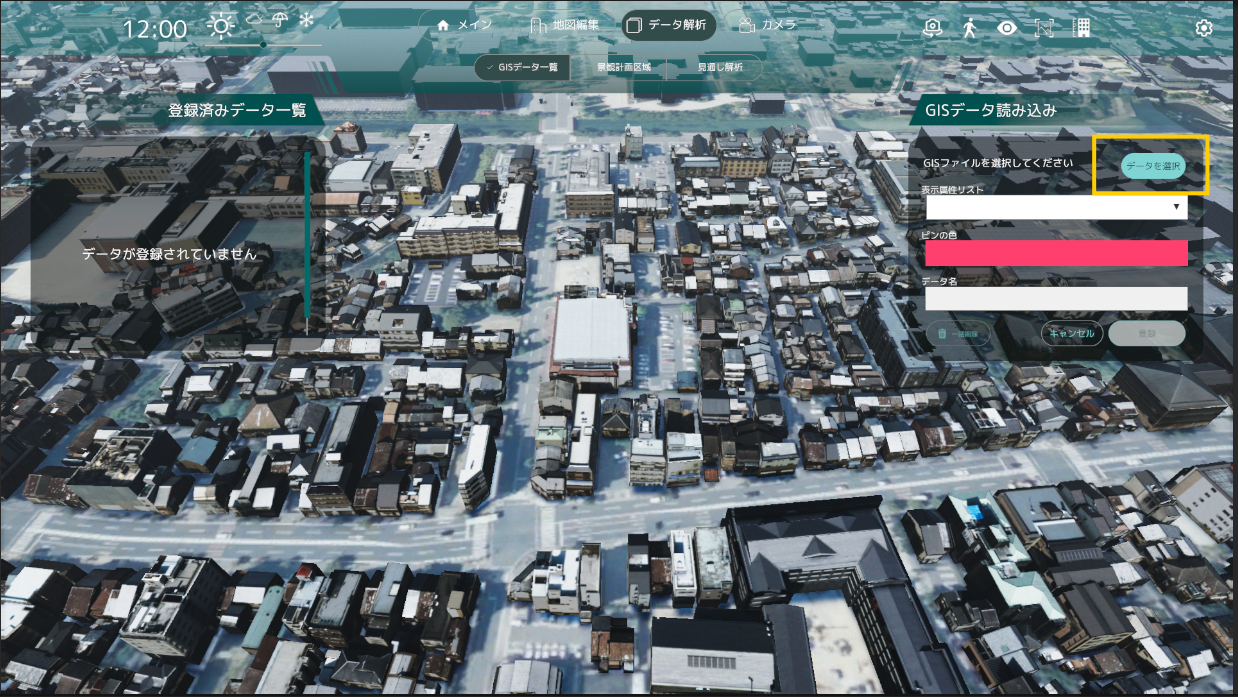 12:00
メイン
地図編集
データ解析
カメラ
GISデータ一覧
景観計画区域
見通し解析
登録済みデータ一覧
データが登録されていません
GISデータ読み込み
GISファイルを選択してください
データを選択
表示属性リスト
ピンの色
データ名
一括削除
キャンセル
登録